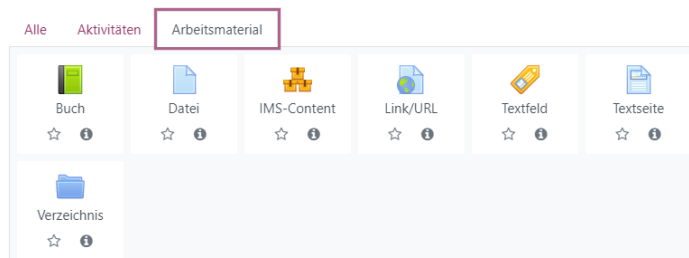 Alle Aktivitäten Arbeitsmaterial
Buch Datei IMS-Content Link/URL Textfeld Textseite
Verzeichnis